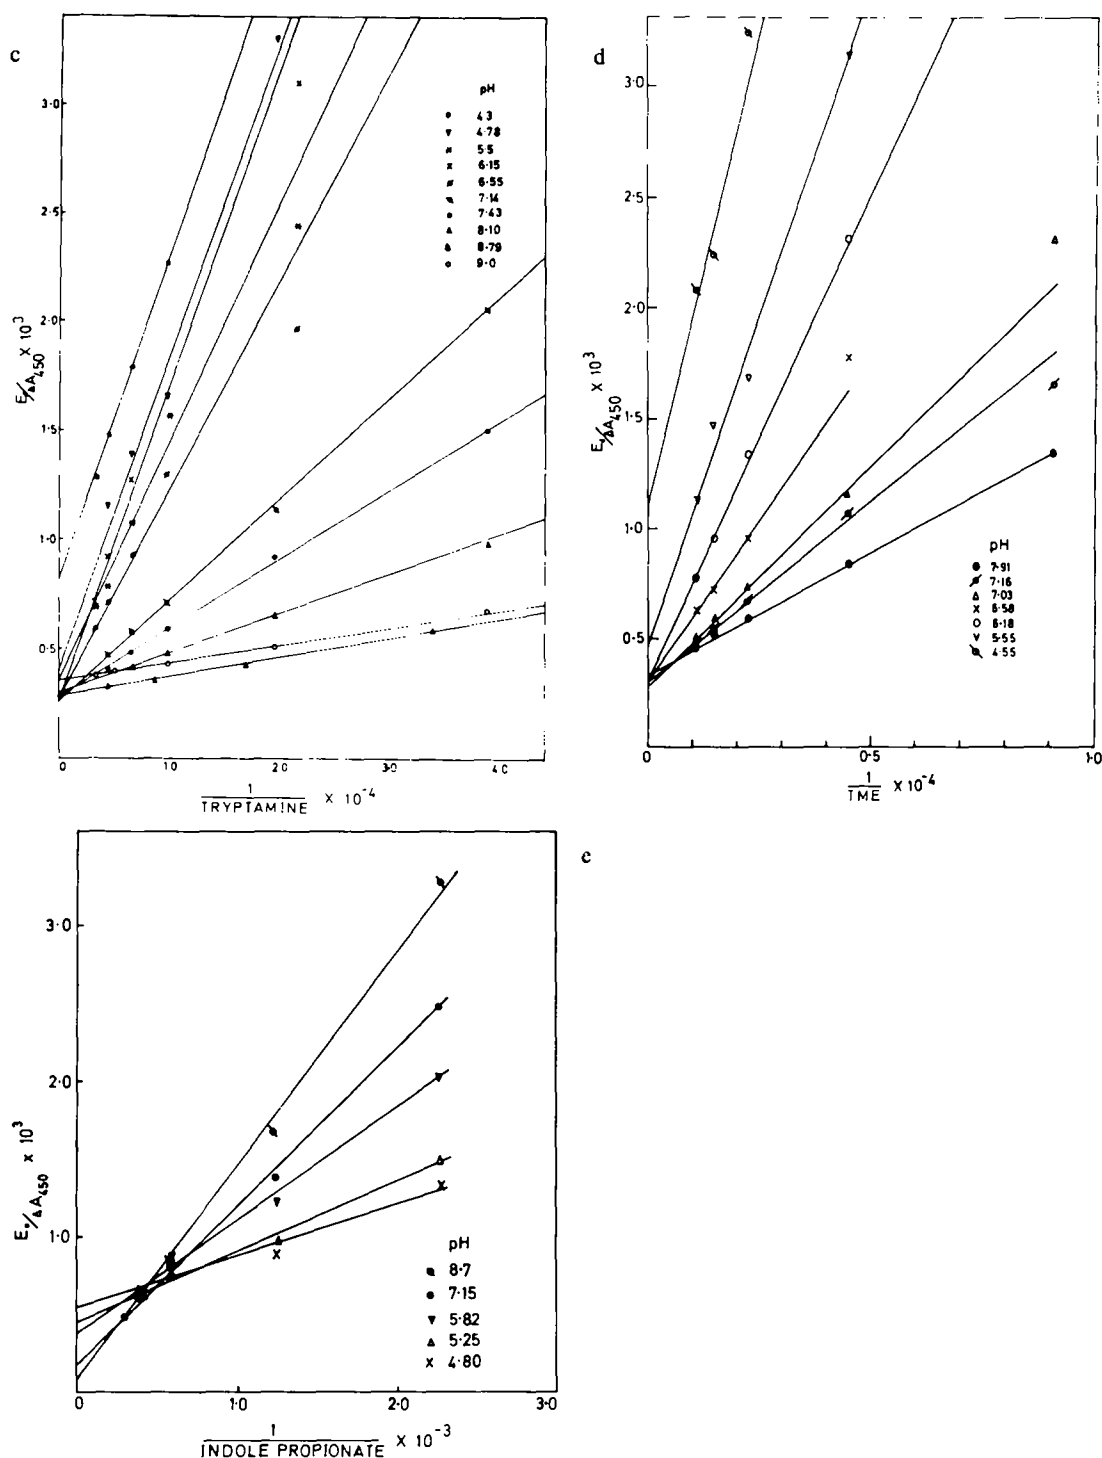 c
pH
4.3
4.78
5.5
6.15
6.55
7.14
7.43
8.10
8.79
9.0
3.0
2.5
2.0
1.5
1.0
0.5
E₀/ΔA450 × 10³
0 1.0 2.0 3.0 4.0
1
TRYPTAMINE × 10⁻⁴
d
3.0
2.5
2.0
1.5
1.0
0.5
E₀/ΔA450 × 10³
pH
7.91
7.16
7.03
6.58
6.18
5.55
4.55
0 0.5 1.0
1
TME × 10⁻⁴
e
3.0
2.0
1.0
E₀/ΔA450 × 10³
pH
8.7
7.15
5.82
5.25
4.80
0 1.0 2.0 3.0
1
INDOLE PROPIONATE × 10⁻³